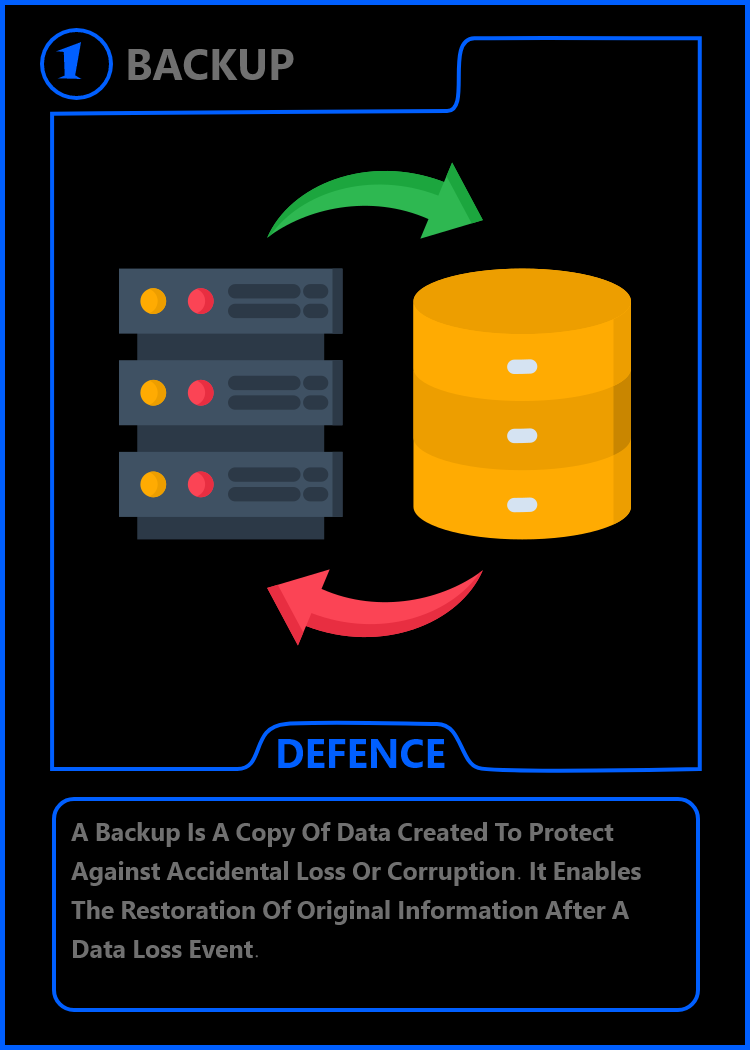 1 BACKUP
DEFENCE
A Backup Is A Copy Of Data Created To Protect
Against Accidental Loss Or Corruption. It Enables
The Restoration Of Original Information After A
Data Loss Event.